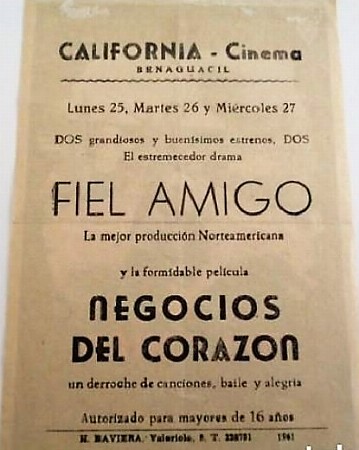 CALIFORNIA - Cinema
BENAGUACIL
Lunes 25, Martes 26 y Miércoles 27
DOS grandiosos y buenísimos estrenos, DOS
El estremecedor drama
FIEL AMIGO
La mejor producción Norteamericana
y la formidable película
NEGOCIOS
DEL CORAZON
un derroche de canciones, baile y alegría
Autorizado para mayores de 16 años
H. BAVIERA. Valeriola, 8. T. 1961